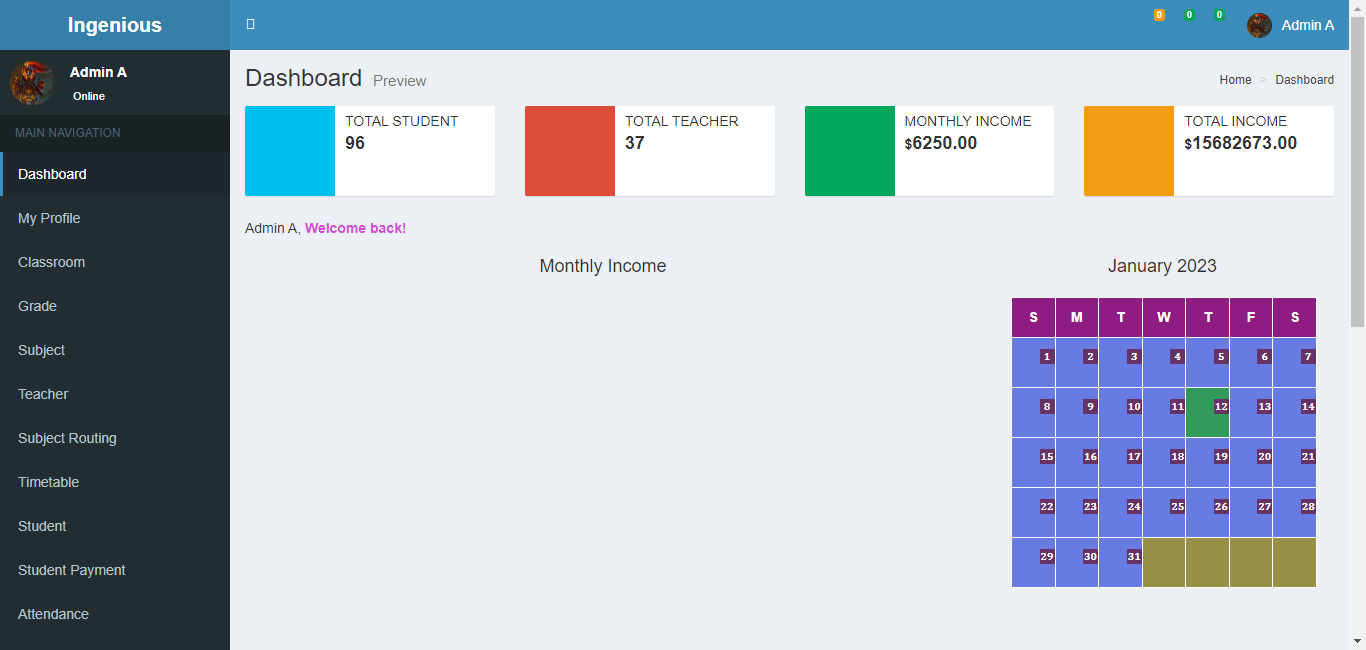 Ingenious
0 0 0 Admin A
Admin A
Online
MAIN NAVIGATION
Dashboard
My Profile
Classroom
Grade
Subject
Teacher
Subject Routing
Timetable
Student
Student Payment
Attendance
Dashboard Preview
Home > Dashboard
TOTAL STUDENT
96
TOTAL TEACHER
37
MONTHLY INCOME
$6250.00
TOTAL INCOME
$15682673.00
Admin A, Welcome back!
Monthly Income
January 2023
S M T W T F S
1 2 3 4 5 6 7
8 9 10 11 12 13 14
15 16 17 18 19 20 21
22 23 24 25 26 27 28
29 30 31